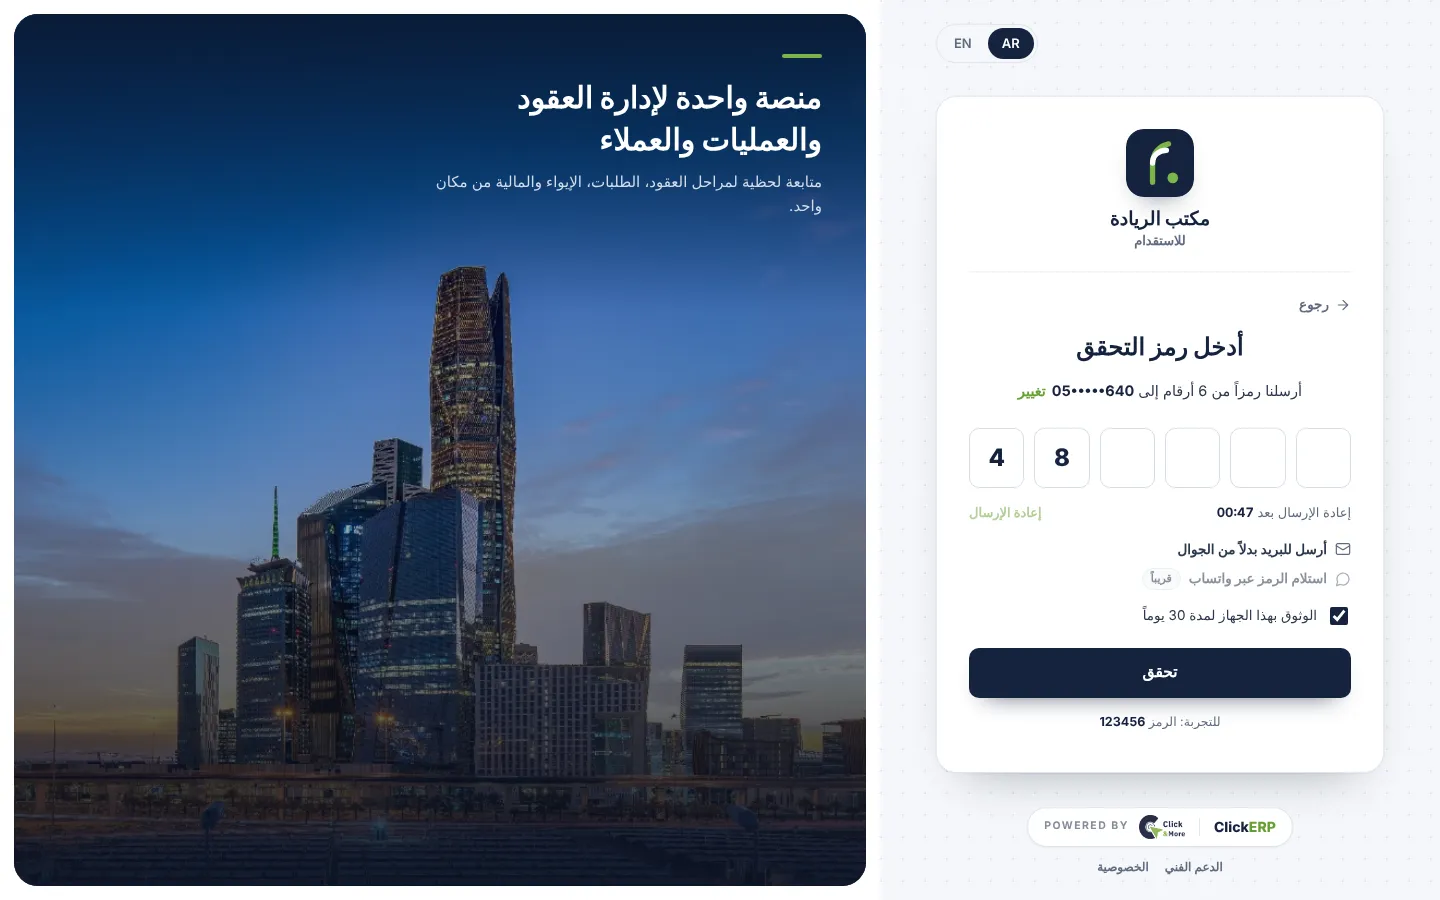 منصة واحدة لإدارة العقود
والعمليات والعملاء
متابعة لحظية لمراحل العقود، الطلبات، الإيواء والمالية من مكان
واحد.
EN AR
مكتب الريادة
للاستقدام
رجوع
أدخل رمز التحقق
أرسلنا رمزاً من 6 أرقام إلى 05•••••640 تغيير
4 8
إعادة الإرسال بعد 00:47 إعادة الإرسال
أرسل للبريد بدلاً من الجوال
استلام الرمز عبر واتساب قريباً
الوثوق بهذا الجهاز لمدة 30 يوماً
تحقق
للتجربة: الرمز 123456
POWERED BY Click &More ClickERP
الدعم الفني الخصوصية